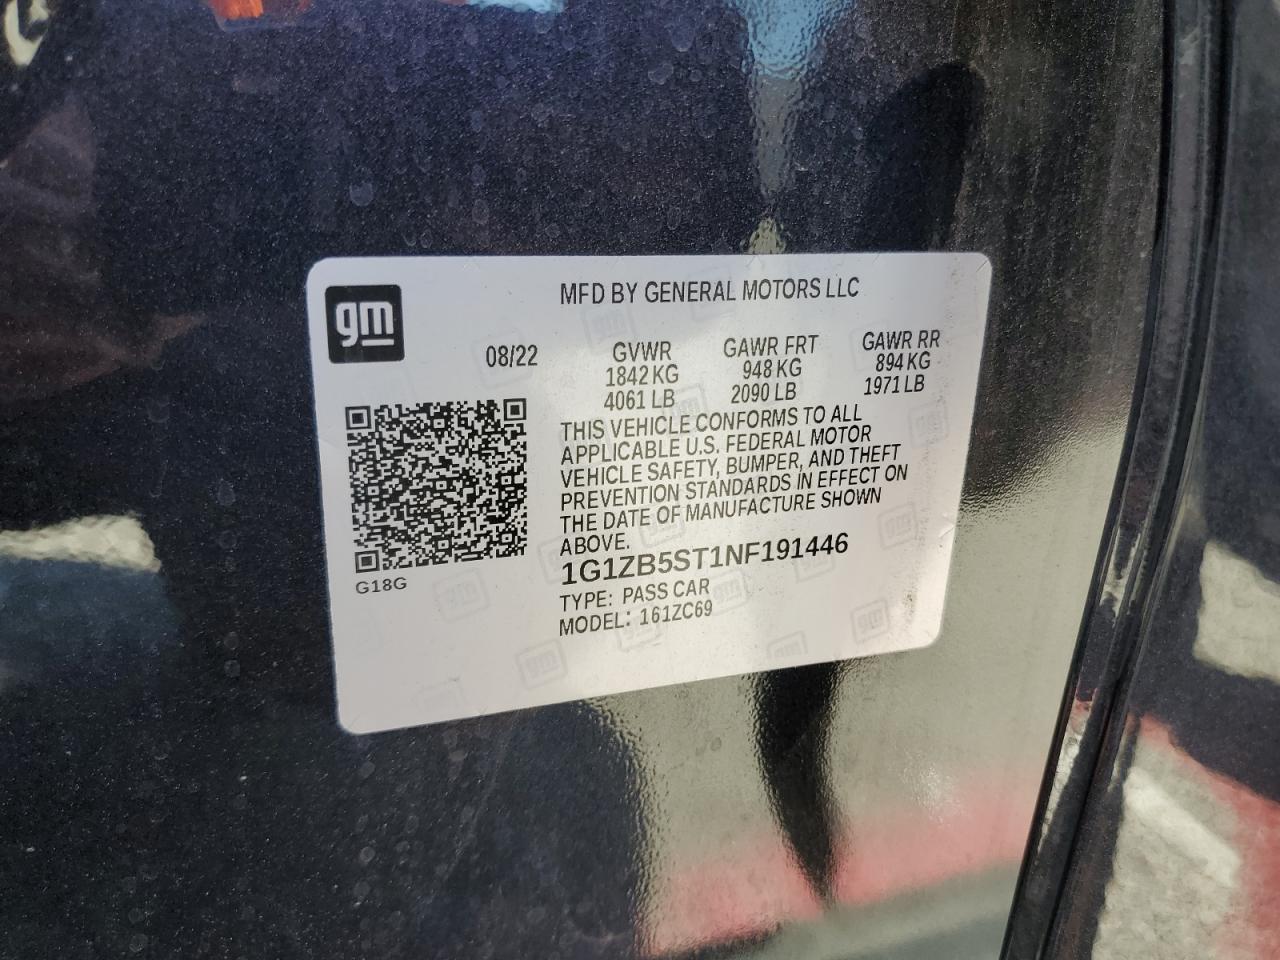 gm
MFD BY GENERAL MOTORS LLC
08/22
GVWR
1842 KG
4061 LB
GAWR FRT
948 KG
2090 LB
GAWR RR
894 KG
1971 LB
THIS VEHICLE CONFORMS TO ALL
APPLICABLE U.S. FEDERAL MOTOR
VEHICLE SAFETY, BUMPER, AND THEFT
PREVENTION STANDARDS IN EFFECT ON
THE DATE OF MANUFACTURE SHOWN
ABOVE.
1G1ZB5ST1NF191446
TYPE: PASS CAR
MODEL: 161ZC69
G18G